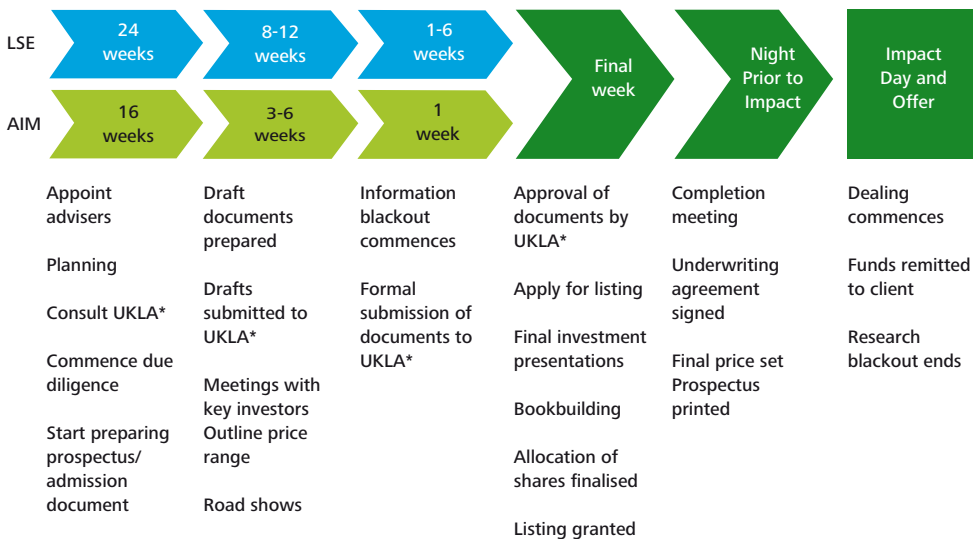 LSE
24
weeks
8-12
weeks
1-6
weeks
AIM
16
weeks
3-6
weeks
1
week
Final
week
Night
Prior to
Impact
Impact
Day and
Offer
Appoint
advisers
Planning
Consult UKLA*
Commence due
diligence
Start preparing
prospectus/
admission
document
Draft
documents
prepared
Drafts
submitted to
UKLA*
Meetings with
key investors
Outline price
range
Road shows
Information
blackout
commences
Formal
submission of
documents to
UKLA*
Approval of
documents by
UKLA*
Apply for listing
Final investment
presentations
Bookbuilding
Allocation of
shares finalised
Listing granted
Completion
meeting
Underwriting
agreement
signed
Final price set
Prospectus
printed
Dealing
commences
Funds remitted
to client
Research
blackout ends